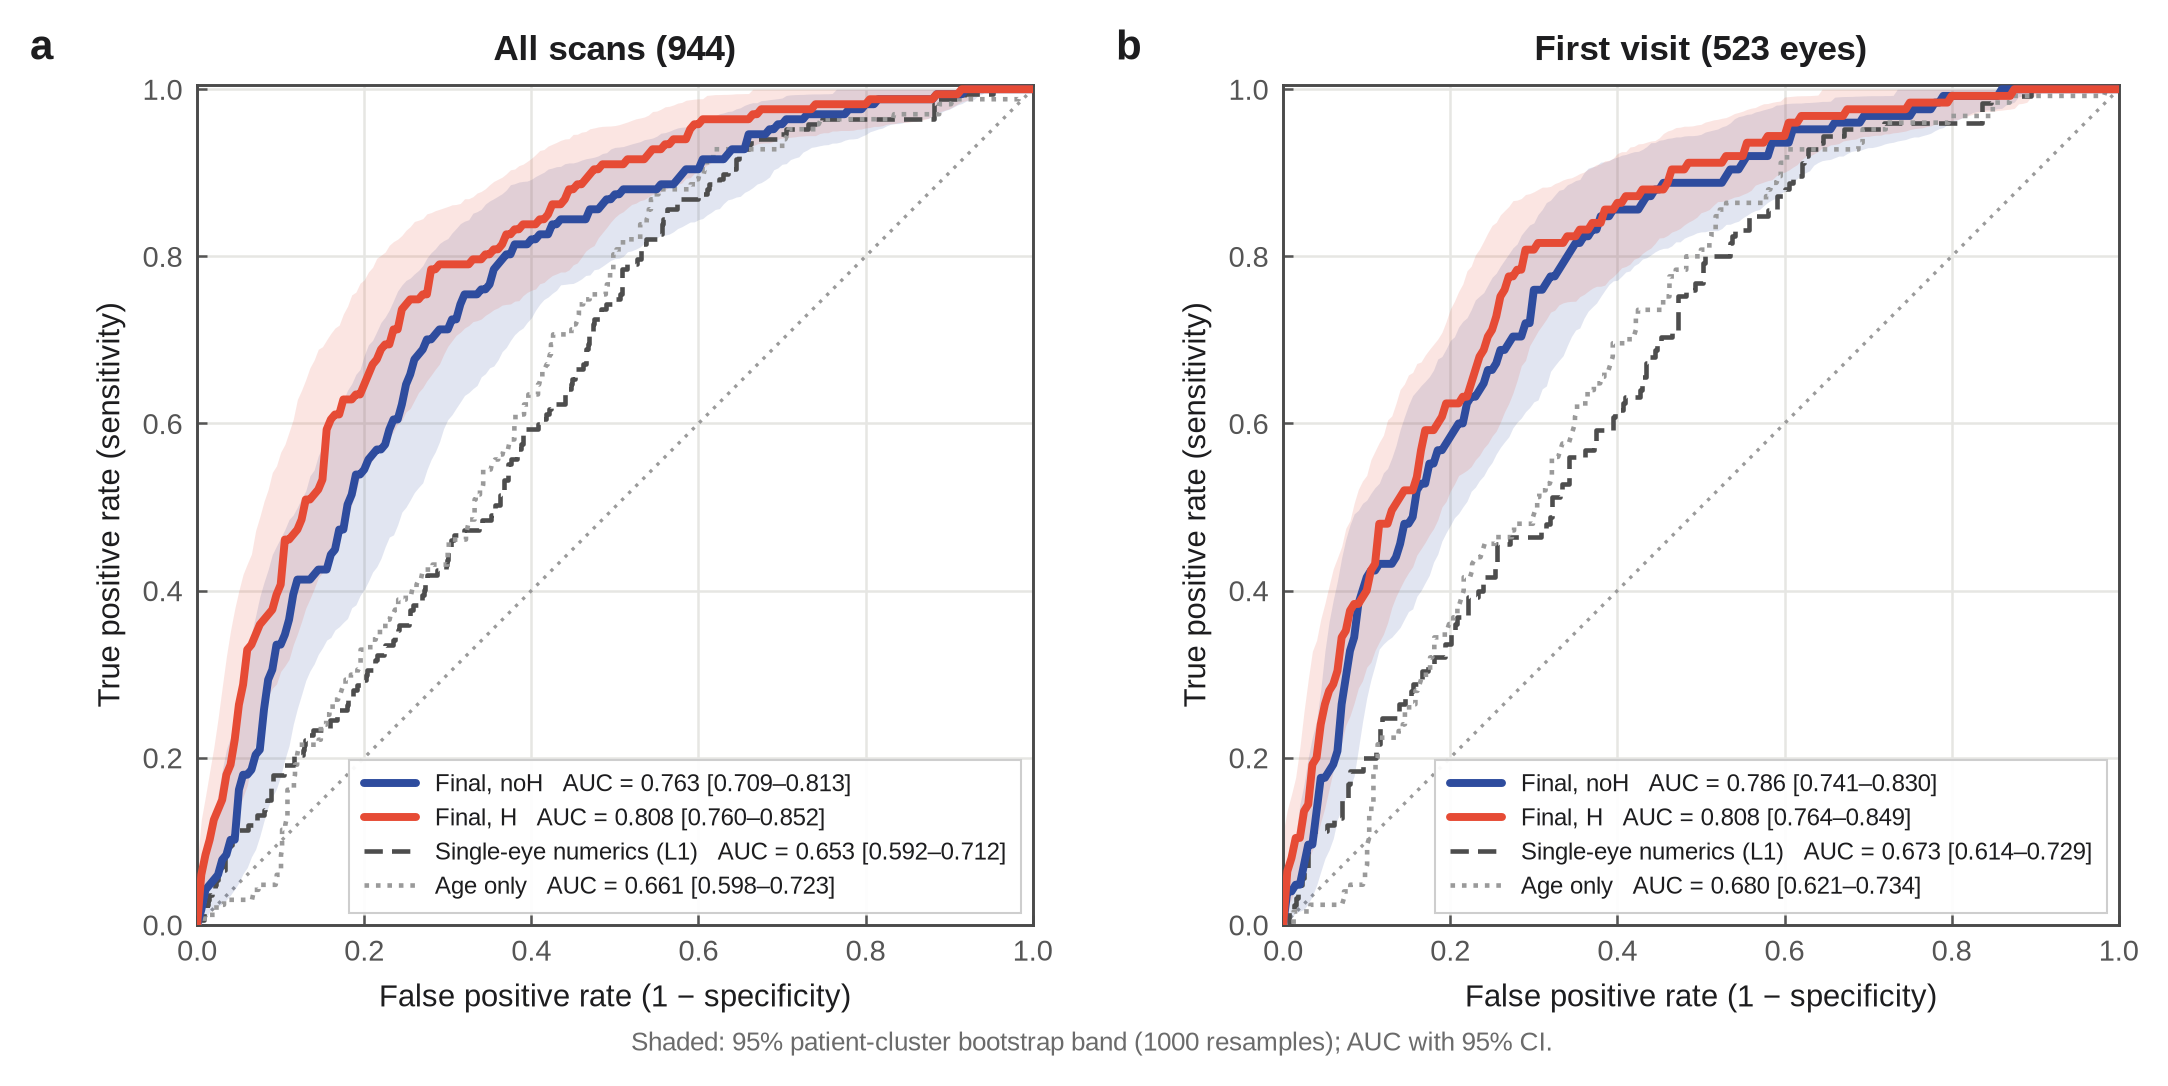 a
All scans (944)
True positive rate (sensitivity)
1.0
0.8
0.6
0.4
0.2
0.0
Final, noH AUC = 0.763 [0.709–0.813]
Final, H AUC = 0.808 [0.760–0.852]
Single-eye numerics (L1) AUC = 0.653 [0.592–0.712]
Age only AUC = 0.661 [0.598–0.723]
0.0 0.2 0.4 0.6 0.8 1.0
False positive rate (1 − specificity)
b
First visit (523 eyes)
True positive rate (sensitivity)
1.0
0.8
0.6
0.4
0.2
0.0
Final, noH AUC = 0.786 [0.741–0.830]
Final, H AUC = 0.808 [0.764–0.849]
Single-eye numerics (L1) AUC = 0.673 [0.614–0.729]
Age only AUC = 0.680 [0.621–0.734]
0.0 0.2 0.4 0.6 0.8 1.0
False positive rate (1 − specificity)
Shaded: 95% patient-cluster bootstrap band (1000 resamples); AUC with 95% CI.